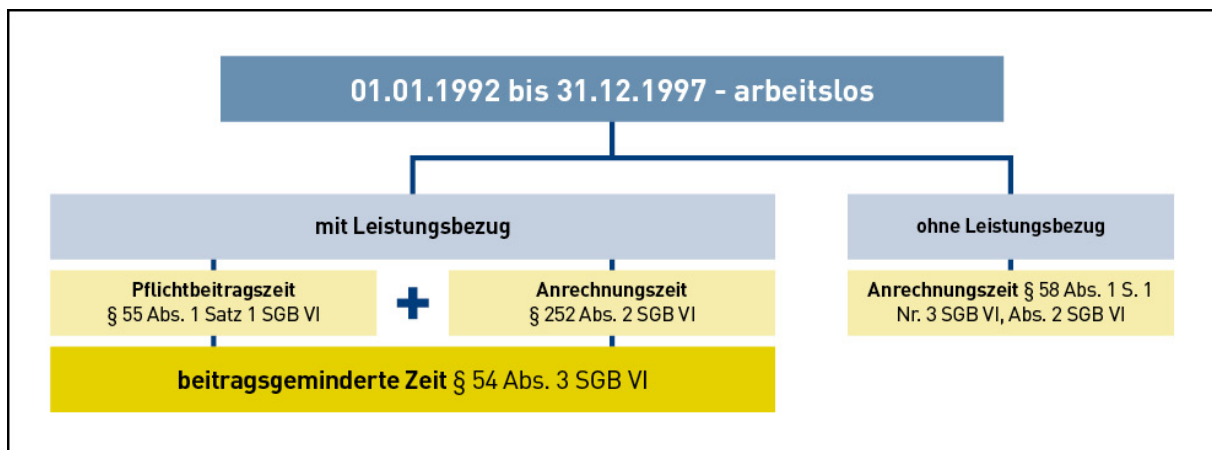 01.01.1992 bis 31.12.1997 - arbeitslos
mit Leistungsbezug
ohne Leistungsbezug
Pflichtbeitragszeit
§ 55 Abs. 1 Satz 1 SGB VI
+
Anrechnungszeit
§ 252 Abs. 2 SGB VI
Anrechnungszeit § 58 Abs. 1 S. 1
Nr. 3 SGB VI, Abs. 2 SGB VI
beitragsgeminderte Zeit § 54 Abs. 3 SGB VI